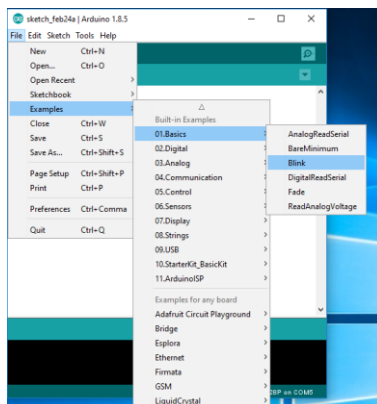 sketch_feb24a | Arduino 1.8.5
File Edit Sketch Tools Help
New Ctrl+N
Open... Ctrl+O
Open Recent
Sketchbook
Examples
Close Ctrl+W
Save Ctrl+S
Save As... Ctrl+Shift+S
Page Setup Ctrl+Shift+P
Print Ctrl+P
Preferences Ctrl+Comma
Quit Ctrl+Q
Built-in Examples
01.Basics
02.Digital
03.Analog
04.Communication
05.Control
06.Sensors
07.Display
08.Strings
09.USB
10.StarterKit_BasicKit
11.ArduinoISP
Examples for any board
Adafruit Circuit Playground
Bridge
Esplora
Ethernet
Firmata
GSM
LiquidCrystal
AnalogReadSerial
BareMinimum
Blink
DigitalReadSerial
Fade
ReadAnalogVoltage
on COM5